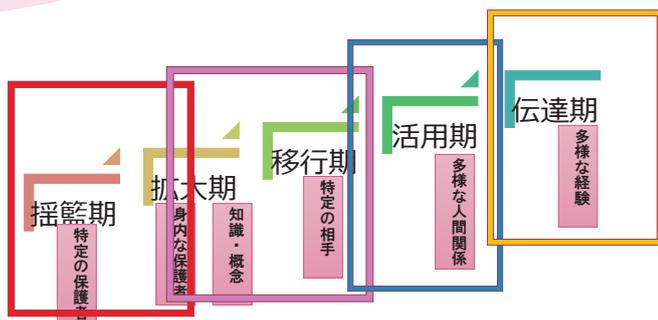 揺籃期
特定の保護者
拡大期
身内な保護者
知識・概念
移行期
特定の相手
活用期
多様な人間関係
伝達期
多様な経験